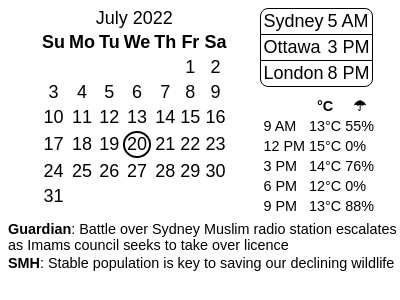 July 2022
Su Mo Tu We Th Fr Sa
1 2
3 4 5 6 7 8 9
10 11 12 13 14 15 16
17 18 19 20 21 22 23
24 25 26 27 28 29 30
31
Sydney 5 AM
Ottawa 3 PM
London 8 PM
°C ☂
9 AM 13°C 55%
12 PM 15°C 0%
3 PM 14°C 76%
6 PM 12°C 0%
9 PM 13°C 88%
Guardian: Battle over Sydney Muslim radio station escalates
as Imams council seeks to take over licence
SMH: Stable population is key to saving our declining wildlife